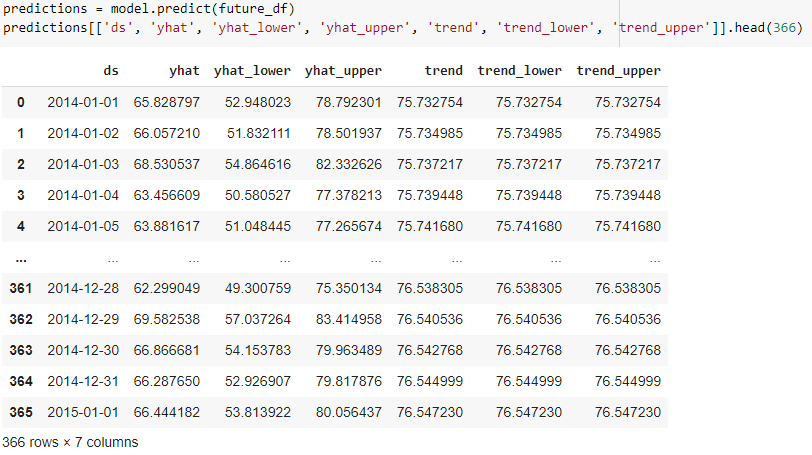 predictions = model.predict(future_df)
predictions[['ds', 'yhat', 'yhat_lower', 'yhat_upper', 'trend', 'trend_lower', 'trend_upper']].head(366)
ds yhat yhat_lower yhat_upper trend trend_lower trend_upper
0 2014-01-01 65.828797 52.948023 78.792301 75.732754 75.732754 75.732754
1 2014-01-02 66.057210 51.832111 78.501937 75.734985 75.734985 75.734985
2 2014-01-03 68.530537 54.864616 82.332626 75.737217 75.737217 75.737217
3 2014-01-04 63.456609 50.580527 77.378213 75.739448 75.739448 75.739448
4 2014-01-05 63.881617 51.048445 77.265674 75.741680 75.741680 75.741680
... ... ... ... ... ... ... ...
361 2014-12-28 62.299049 49.300759 75.350134 76.538305 76.538305 76.538305
362 2014-12-29 69.582538 57.037264 83.414958 76.540536 76.540536 76.540536
363 2014-12-30 66.866681 54.153783 79.963489 76.542768 76.542768 76.542768
364 2014-12-31 66.287650 52.926907 79.817876 76.544999 76.544999 76.544999
365 2015-01-01 66.444182 53.813922 80.056437 76.547230 76.547230 76.547230
366 rows × 7 columns